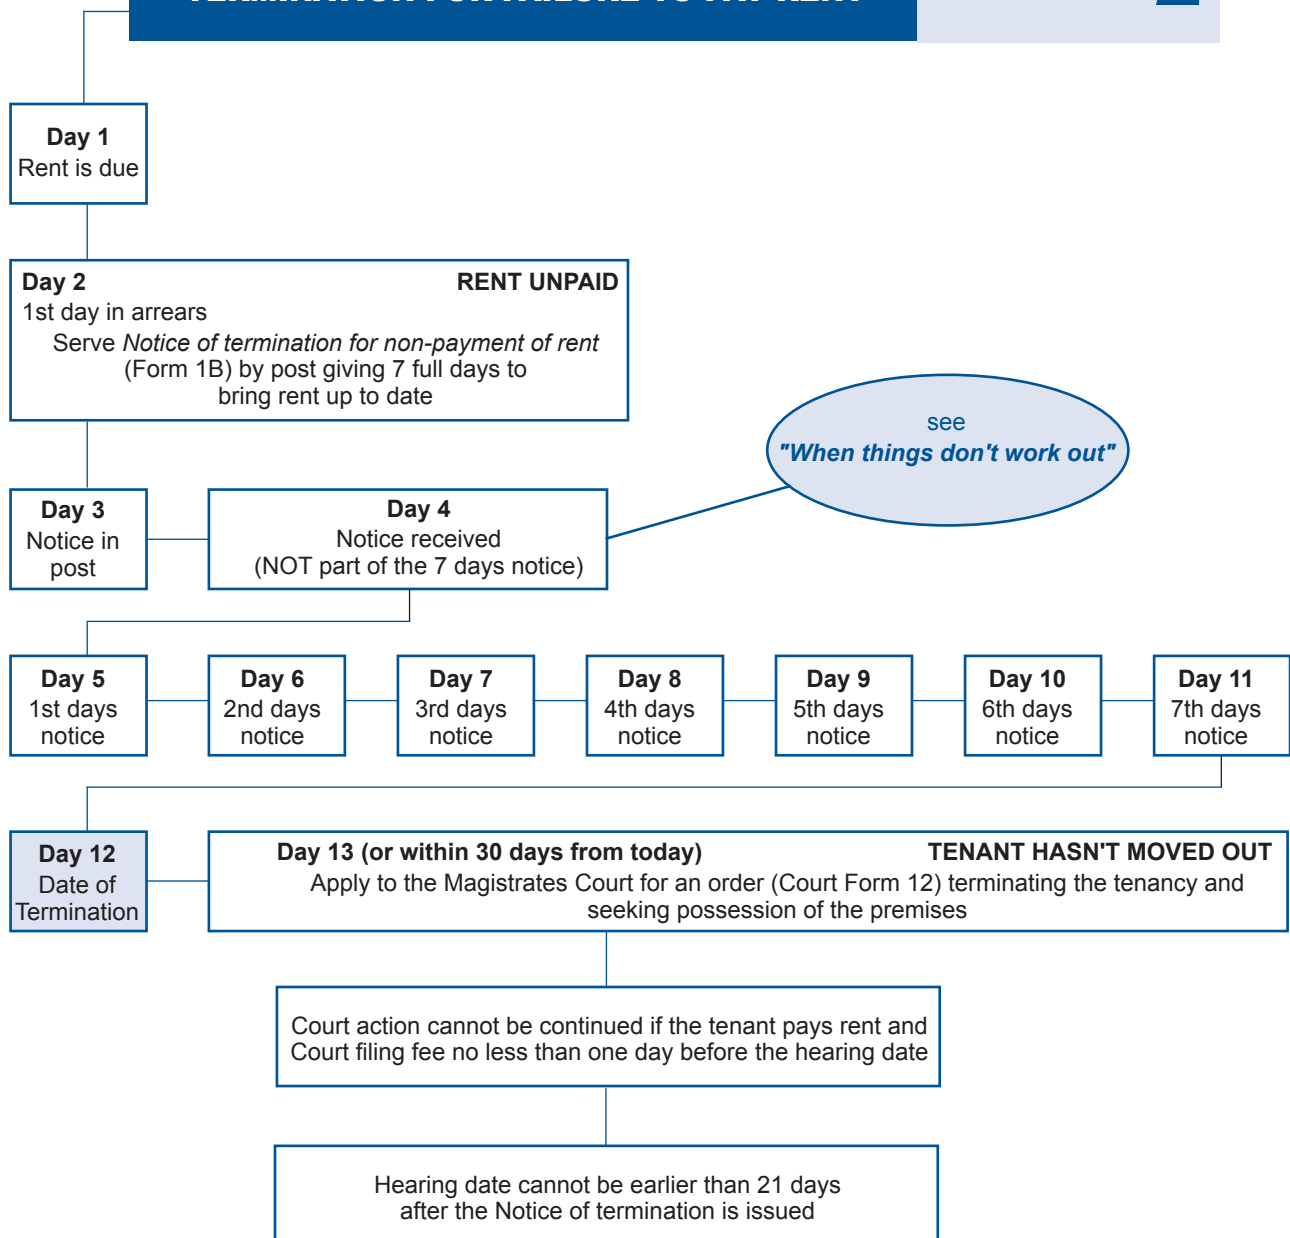 TERMINATION FOR FAILURE TO PAY RENT
Day 1
Rent is due
Day 2 RENT UNPAID
1st day in arrears
Serve Notice of termination for non-payment of rent
(Form 1B) by post giving 7 full days to
bring rent up to date
see
"When things don't work out"
Day 3
Notice in
post
Day 4
Notice received
(NOT part of the 7 days notice)
Day 5
1st days
notice
Day 6
2nd days
notice
Day 7
3rd days
notice
Day 8
4th days
notice
Day 9
5th days
notice
Day 10
6th days
notice
Day 11
7th days
notice
Day 12
Date of
Termination
Day 13 (or within 30 days from today) TENANT HASN'T MOVED OUT
Apply to the Magistrates Court for an order (Court Form 12) terminating the tenancy and
seeking possession of the premises
Court action cannot be continued if the tenant pays rent and
Court filing fee no less than one day before the hearing date
Hearing date cannot be earlier than 21 days
after the Notice of termination is issued